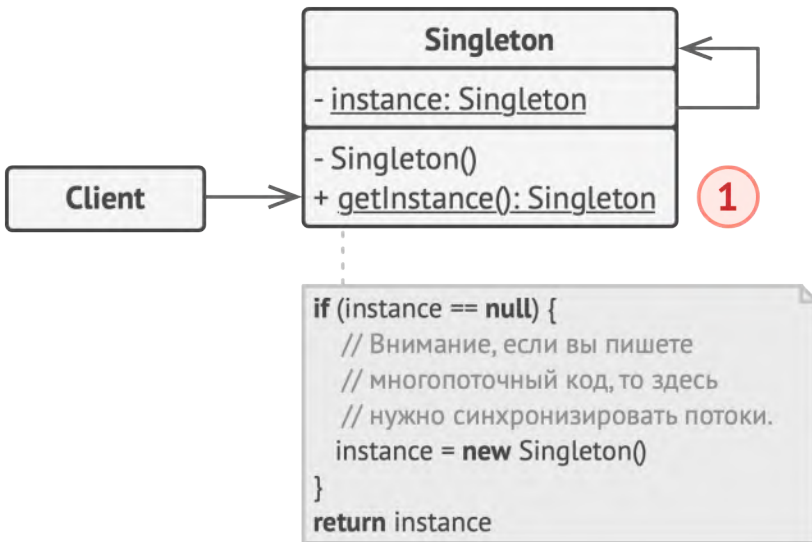 Singleton
- instance: Singleton
- Singleton()
+ getInstance(): Singleton
Client
1
if (instance == null) {
// Внимание, если вы пишете
// многопоточный код, то здесь
// нужно синхронизировать потоки.
instance = new Singleton()
}
return instance